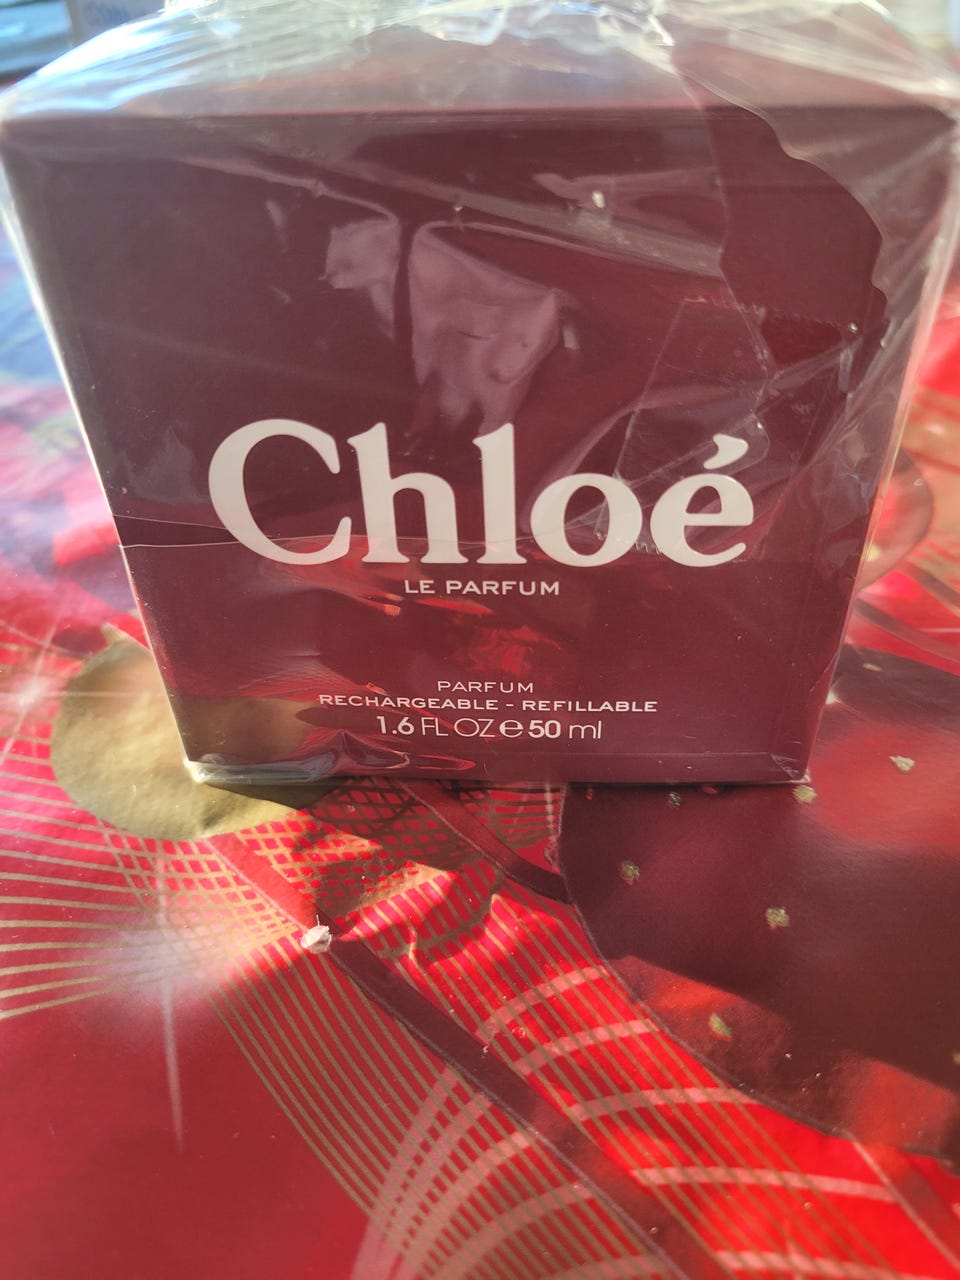 Chloé
LE PARFUM
PARFUM
RECHARGEABLE - REFILLABLE
1.6 FL OZ ℮ 50 ml